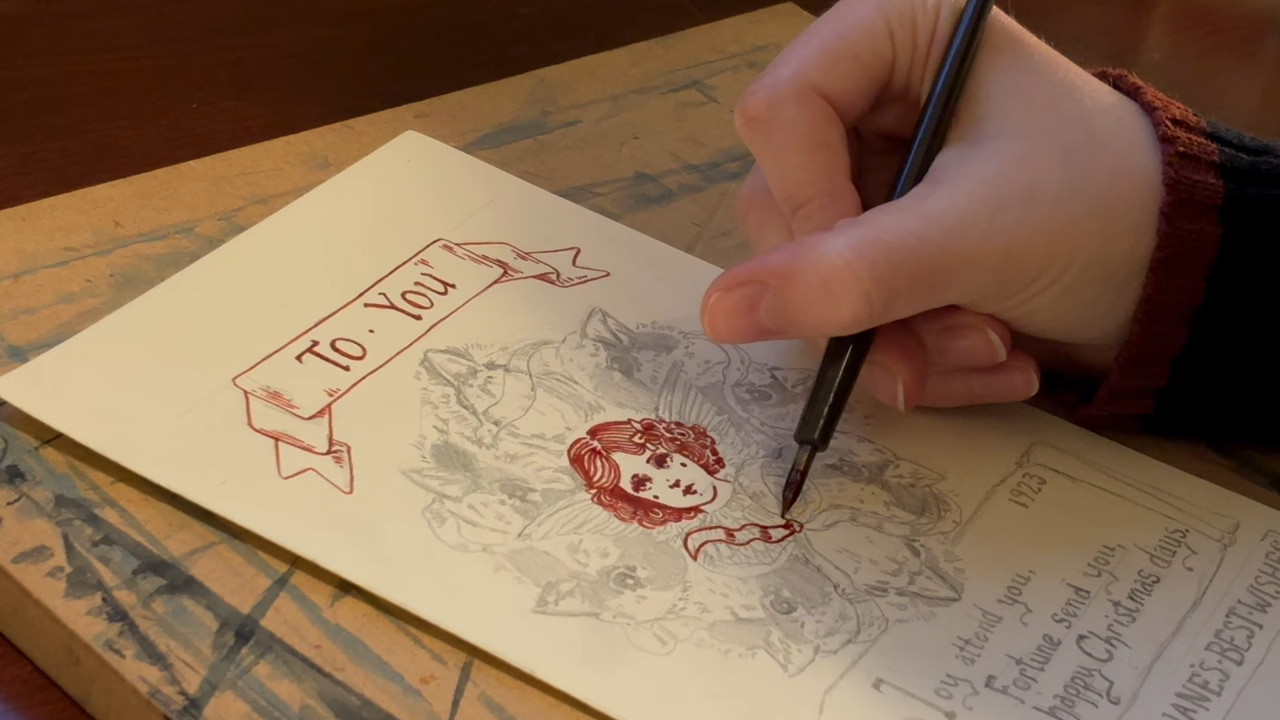 To · You
1923
Joy attend you,
Fortune send you,
happy Christmas days.
JANE'S·BEST WISHES